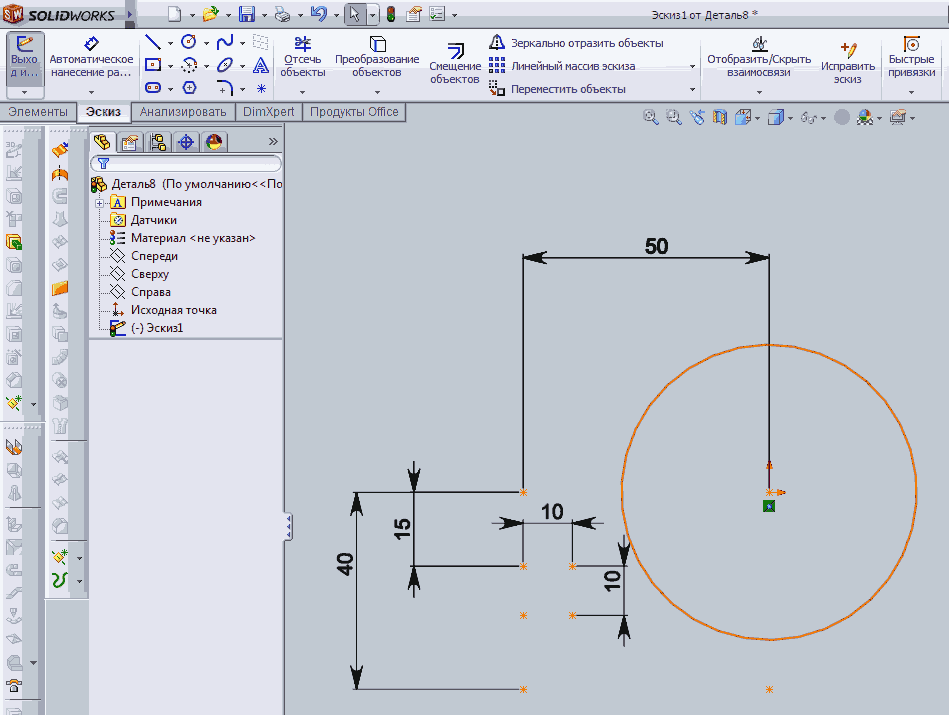 SOLIDWORKS
Эскиз1 от Деталь8 *
Выхо
д и...
Автоматическое
нанесение ра...
Отсечь
объекты
Преобразование
объектов
Смещение
объектов
Зеркально отразить объекты
Линейный массив эскиза
Переместить объекты
Отобразить/Скрыть
взаимосвязи
Исправить
эскиз
Быстрые
привязки
Элементы
Эскиз
Анализировать
DimXpert
Продукты Office
Деталь8 (По умолчанию<<По
Примечания
Датчики
Материал <не указан>
Спереди
Сверху
Справа
Исходная точка
(-) Эскиз1
50
10
15
40
10